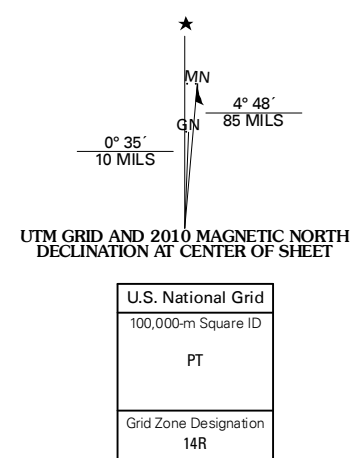 ★
MN
GN
4° 48´
85 MILS
0° 35´
10 MILS
UTM GRID AND 2010 MAGNETIC NORTH
DECLINATION AT CENTER OF SHEET
U.S. National Grid
100,000-m Square ID
PT
Grid Zone Designation
14R